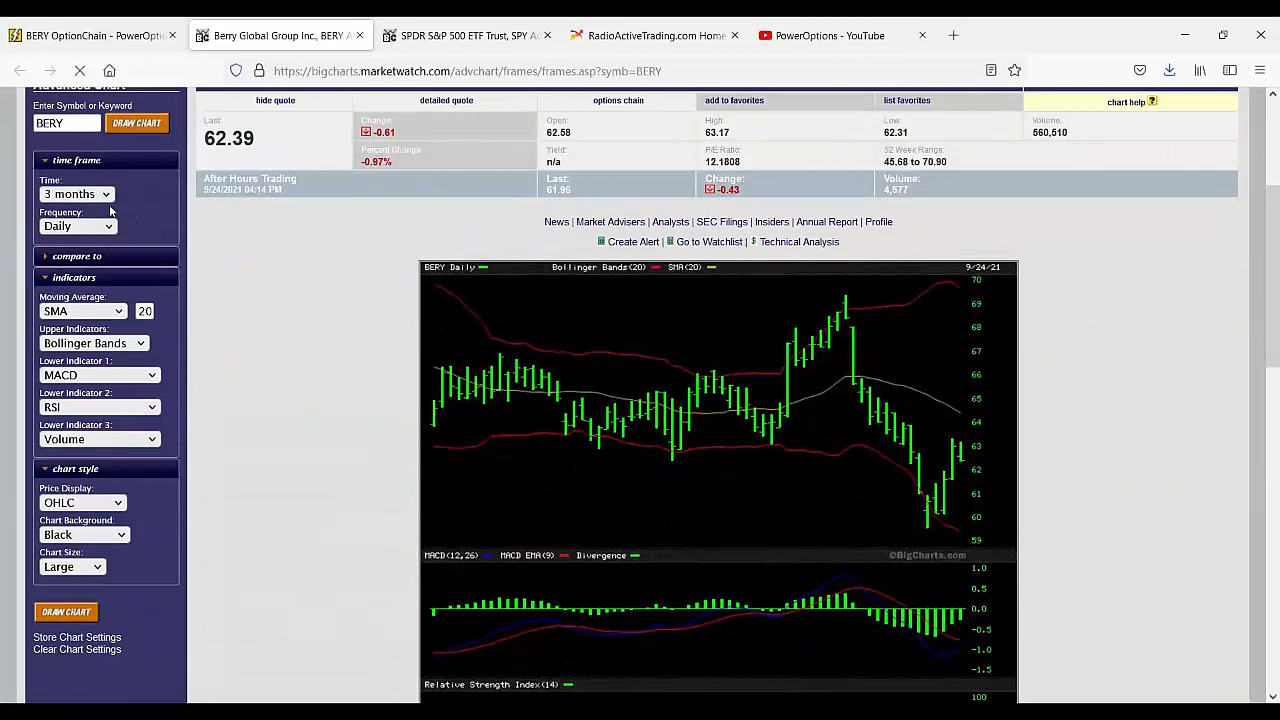 BERY OptionChain - PowerOptio
Berry Global Group Inc., BERY A
SPDR S&P 500 ETF Trust, SPY Ac
RadioActiveTrading.com Home
PowerOptions - YouTube
https://bigcharts.marketwatch.com/advchart/frames/frames.asp?symb=BERY
Advanced Chart
Enter Symbol or Keyword
BERY DRAW CHART
time frame
Time:
3 months
Frequency:
Daily
compare to
indicators
Moving Average:
SMA 20
Upper Indicators:
Bollinger Bands
Lower Indicator 1:
MACD
Lower Indicator 2:
RSI
Lower Indicator 3:
Volume
chart style
Price Display:
OHLC
Chart Background:
Black
Chart Size:
Large
DRAW CHART
Store Chart Settings
Clear Chart Settings
hide quote detailed quote options chain add to favorites list favorites chart help ?
Last: Change: Open: High: Low: Volume:
62.39 -0.61 62.58 63.17 62.31 560,510
Percent Change Yield: P/E Ratio: 52 Week Range:
-0.97% n/a 12.1808 45.68 to 70.90
After Hours Trading Last: Change: Volume:
9/24/2021 04:14 PM 61.96 -0.43 4,577
News | Market Advisers | Analysts | SEC Filings | Insiders | Annual Report | Profile
Create Alert | Go to Watchlist | $ Technical Analysis
BERY Daily Bollinger Bands(20) SMA(20) 9/24/21
70
69
68
67
66
65
64
63
62
61
60
59
MACD(12,26) MACD EMA(9) Divergence ©BigCharts.com
1.0
0.5
0.0
-0.5
-1.0
-1.5
Relative Strength Index(14)
100